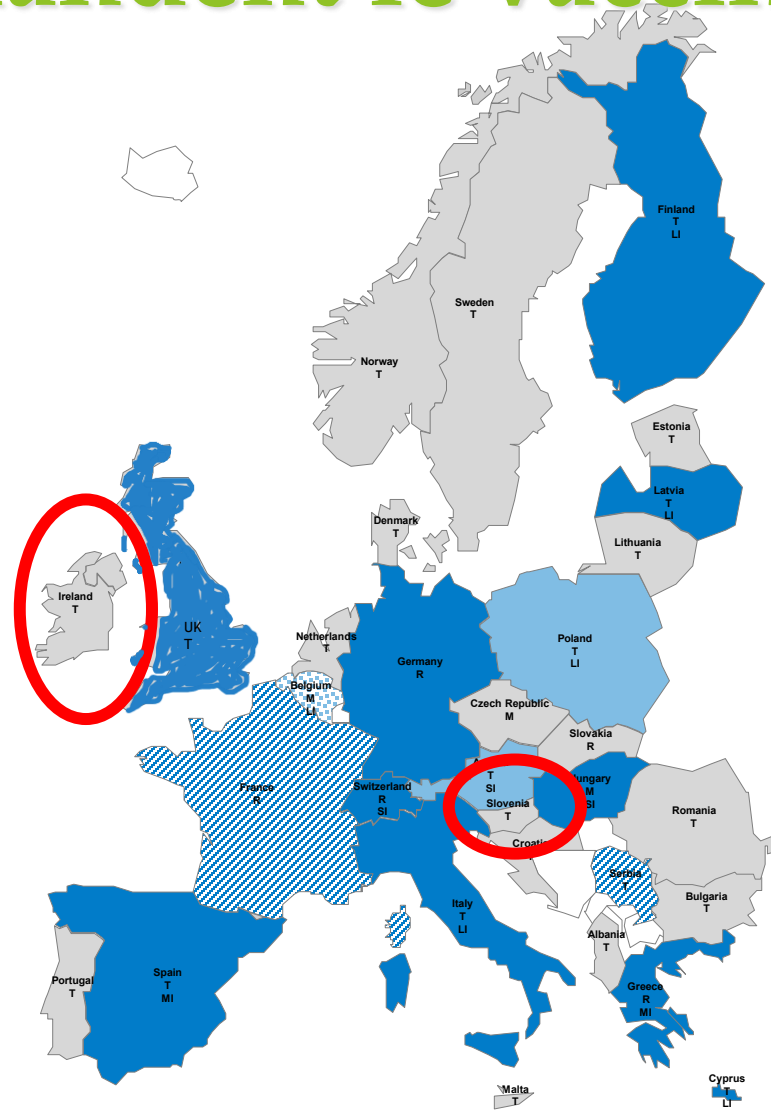 Finland
T
LI
Sweden
T
Norway
T
Estonia
T
Latvia
T
LI
Denmark
T
Lithuania
T
Ireland
T
UK
T
Netherlands
T
Poland
T
LI
Germany
R
Belgium
M
LI
Czech Republic
M
Slovakia
R
France
R
Switzerland
R
SI
T
SI
Hungary
M
SI
Slovenia
T
Romania
T
Serbia
T
Bulgaria
T
Italy
T
LI
Albania
T
Portugal
T
Spain
T
MI
Greece
R
MI
Malta
T
Cyprus
T
LI